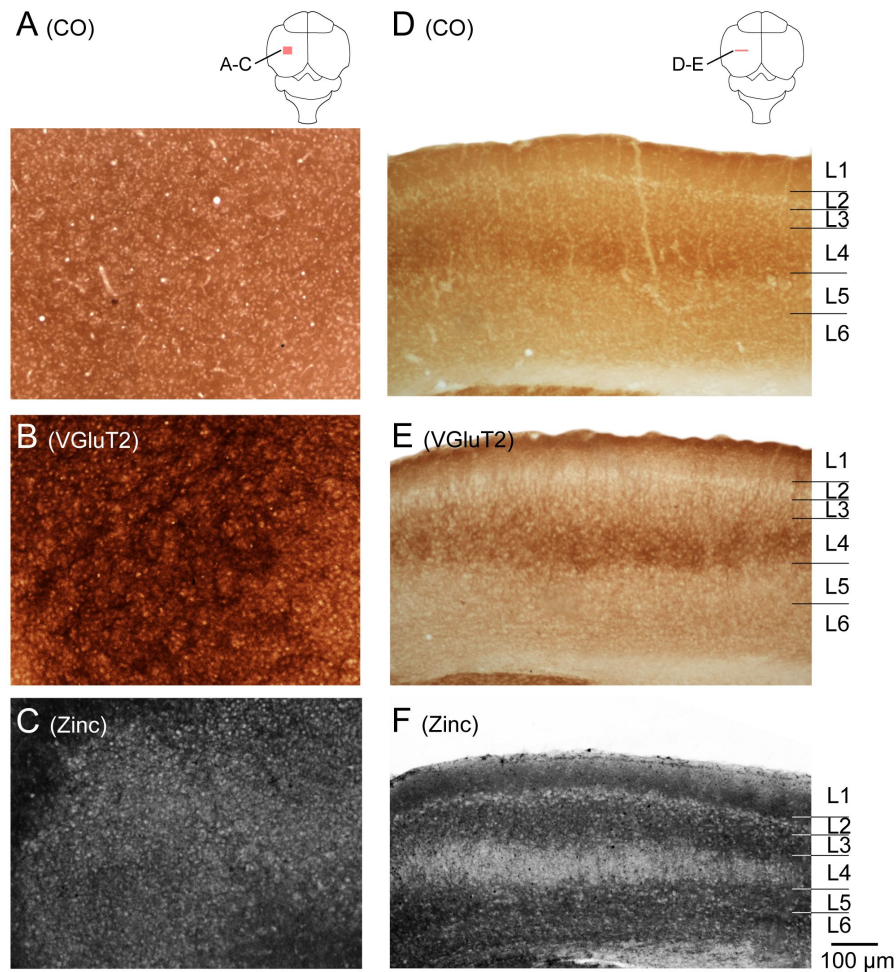 A (CO)
A-C
D (CO)
D-E
L1
L2
L3
L4
L5
L6
B (VGluT2)
E (VGluT2)
L1
L2
L3
L4
L5
L6
C (Zinc)
F (Zinc)
L1
L2
L3
L4
L5
L6
100 µm